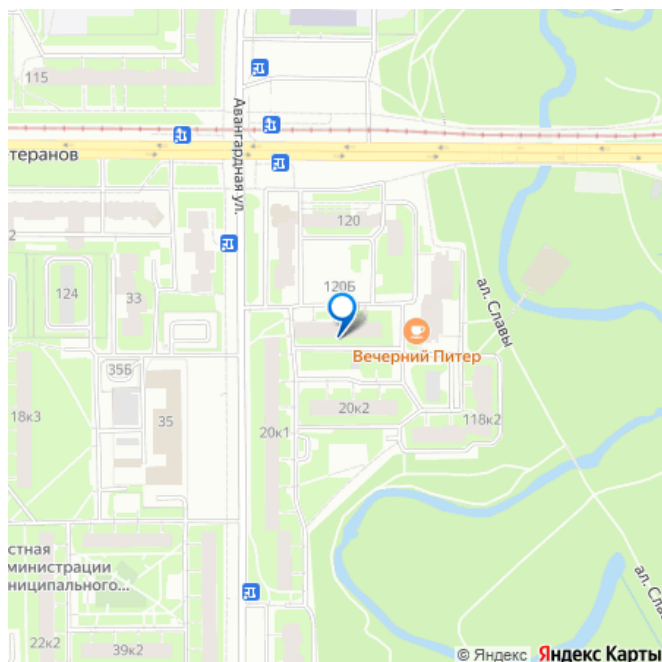 115
Авангардная ул.
теранов
120
2
120Б
124
33
ал. Славы
Вечерний Питер
35Б
18к3
35
20к2
118к2
20к1
стная
министрации
ниципального...
ал. Сла
22к2
39к2
© Яндекс Яндекс Карты